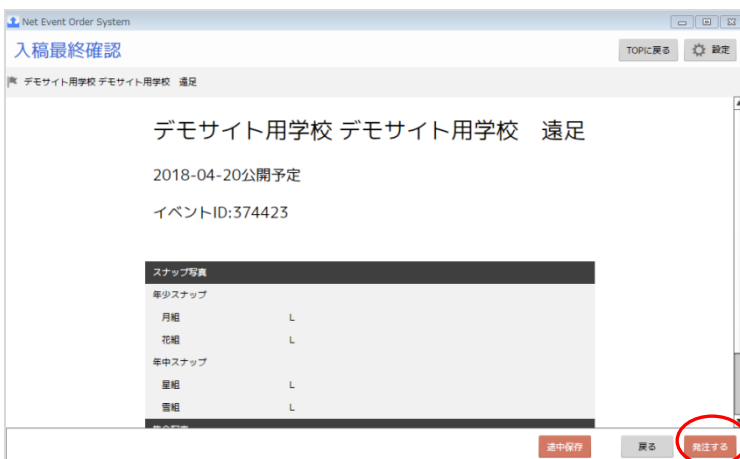 Net Event Order System
入稿最終確認
TOPに戻る 設定
デモサイト用学校 デモサイト用学校　遠足
デモサイト用学校 デモサイト用学校　遠足
2018-04-20公開予定
イベントID:374423
スナップ写真
年少スナップ
月組 L
花組 L
年中スナップ
星組 L
雪組 L
途中保存 戻る 発注する